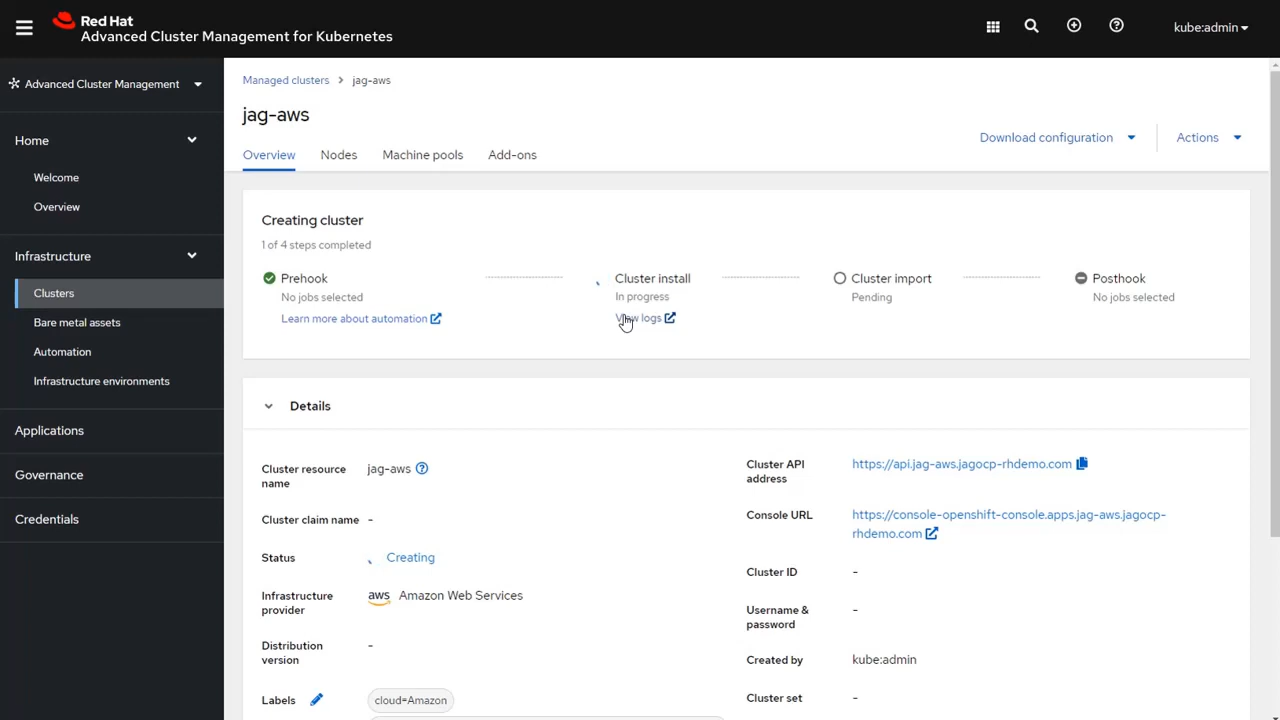 Red Hat
Advanced Cluster Management for Kubernetes
kube:admin
Advanced Cluster Management
Home
Welcome
Overview
Infrastructure
Clusters
Bare metal assets
Automation
Infrastructure environments
Applications
Governance
Credentials
Managed clusters > jag-aws
jag-aws
Download configuration
Actions
Overview
Nodes
Machine pools
Add-ons
Creating cluster
1 of 4 steps completed
Prehook
No jobs selected
Learn more about automation
Cluster install
In progress
View logs
Cluster import
Pending
Posthook
No jobs selected
Details
Cluster resource
name
jag-aws
Cluster claim name
-
Status
Creating
Infrastructure
provider
aws Amazon Web Services
Distribution
version
-
Labels
cloud=Amazon
Cluster API
address
https://api.jag-aws.jagocp-rhdemo.com
Console URL
https://console-openshift-console.apps.jag-aws.jagocp-
rhdemo.com
Cluster ID
-
Username &
password
-
Created by
kube:admin
Cluster set
-